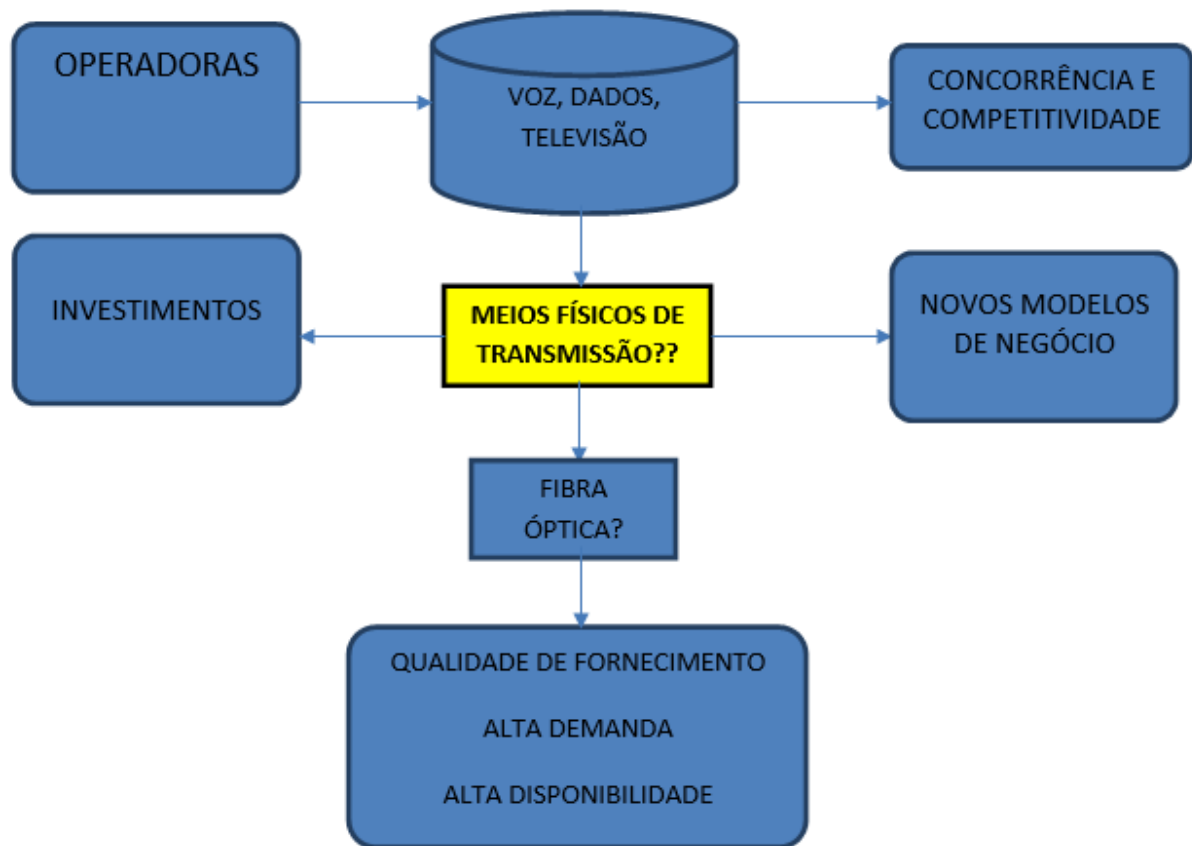 OPERADORAS
VOZ, DADOS,
TELEVISÃO
CONCORRÊNCIA E
COMPETITIVIDADE
INVESTIMENTOS
MEIOS FÍSICOS DE
TRANSMISSÃO??
NOVOS MODELOS
DE NEGÓCIO
FIBRA
ÓPTICA?
QUALIDADE DE FORNECIMENTO
ALTA DEMANDA
ALTA DISPONIBILIDADE